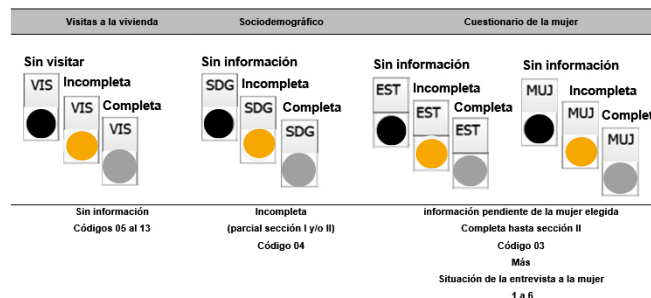 Visitas a la vivienda
Sociodemográfico
Cuestionario de la mujer
Sin visitar
VIS
Incompleta
VIS
Completa
VIS
Sin información
SDG
Incompleta
SDG
Completa
SDG
Sin información
EST
Incompleta
EST
Completa
EST
Sin información
MUJ
Incompleta
MUJ
Complet
MUJ
Sin información
Códigos 05 al 13
Incompleta
(parcial sección I y/o II)
Código 04
información pendiente de la mujer elegida
Completa hasta sección II
Código 03
Más
Situación de la entrevista a la mujer
1 a 6